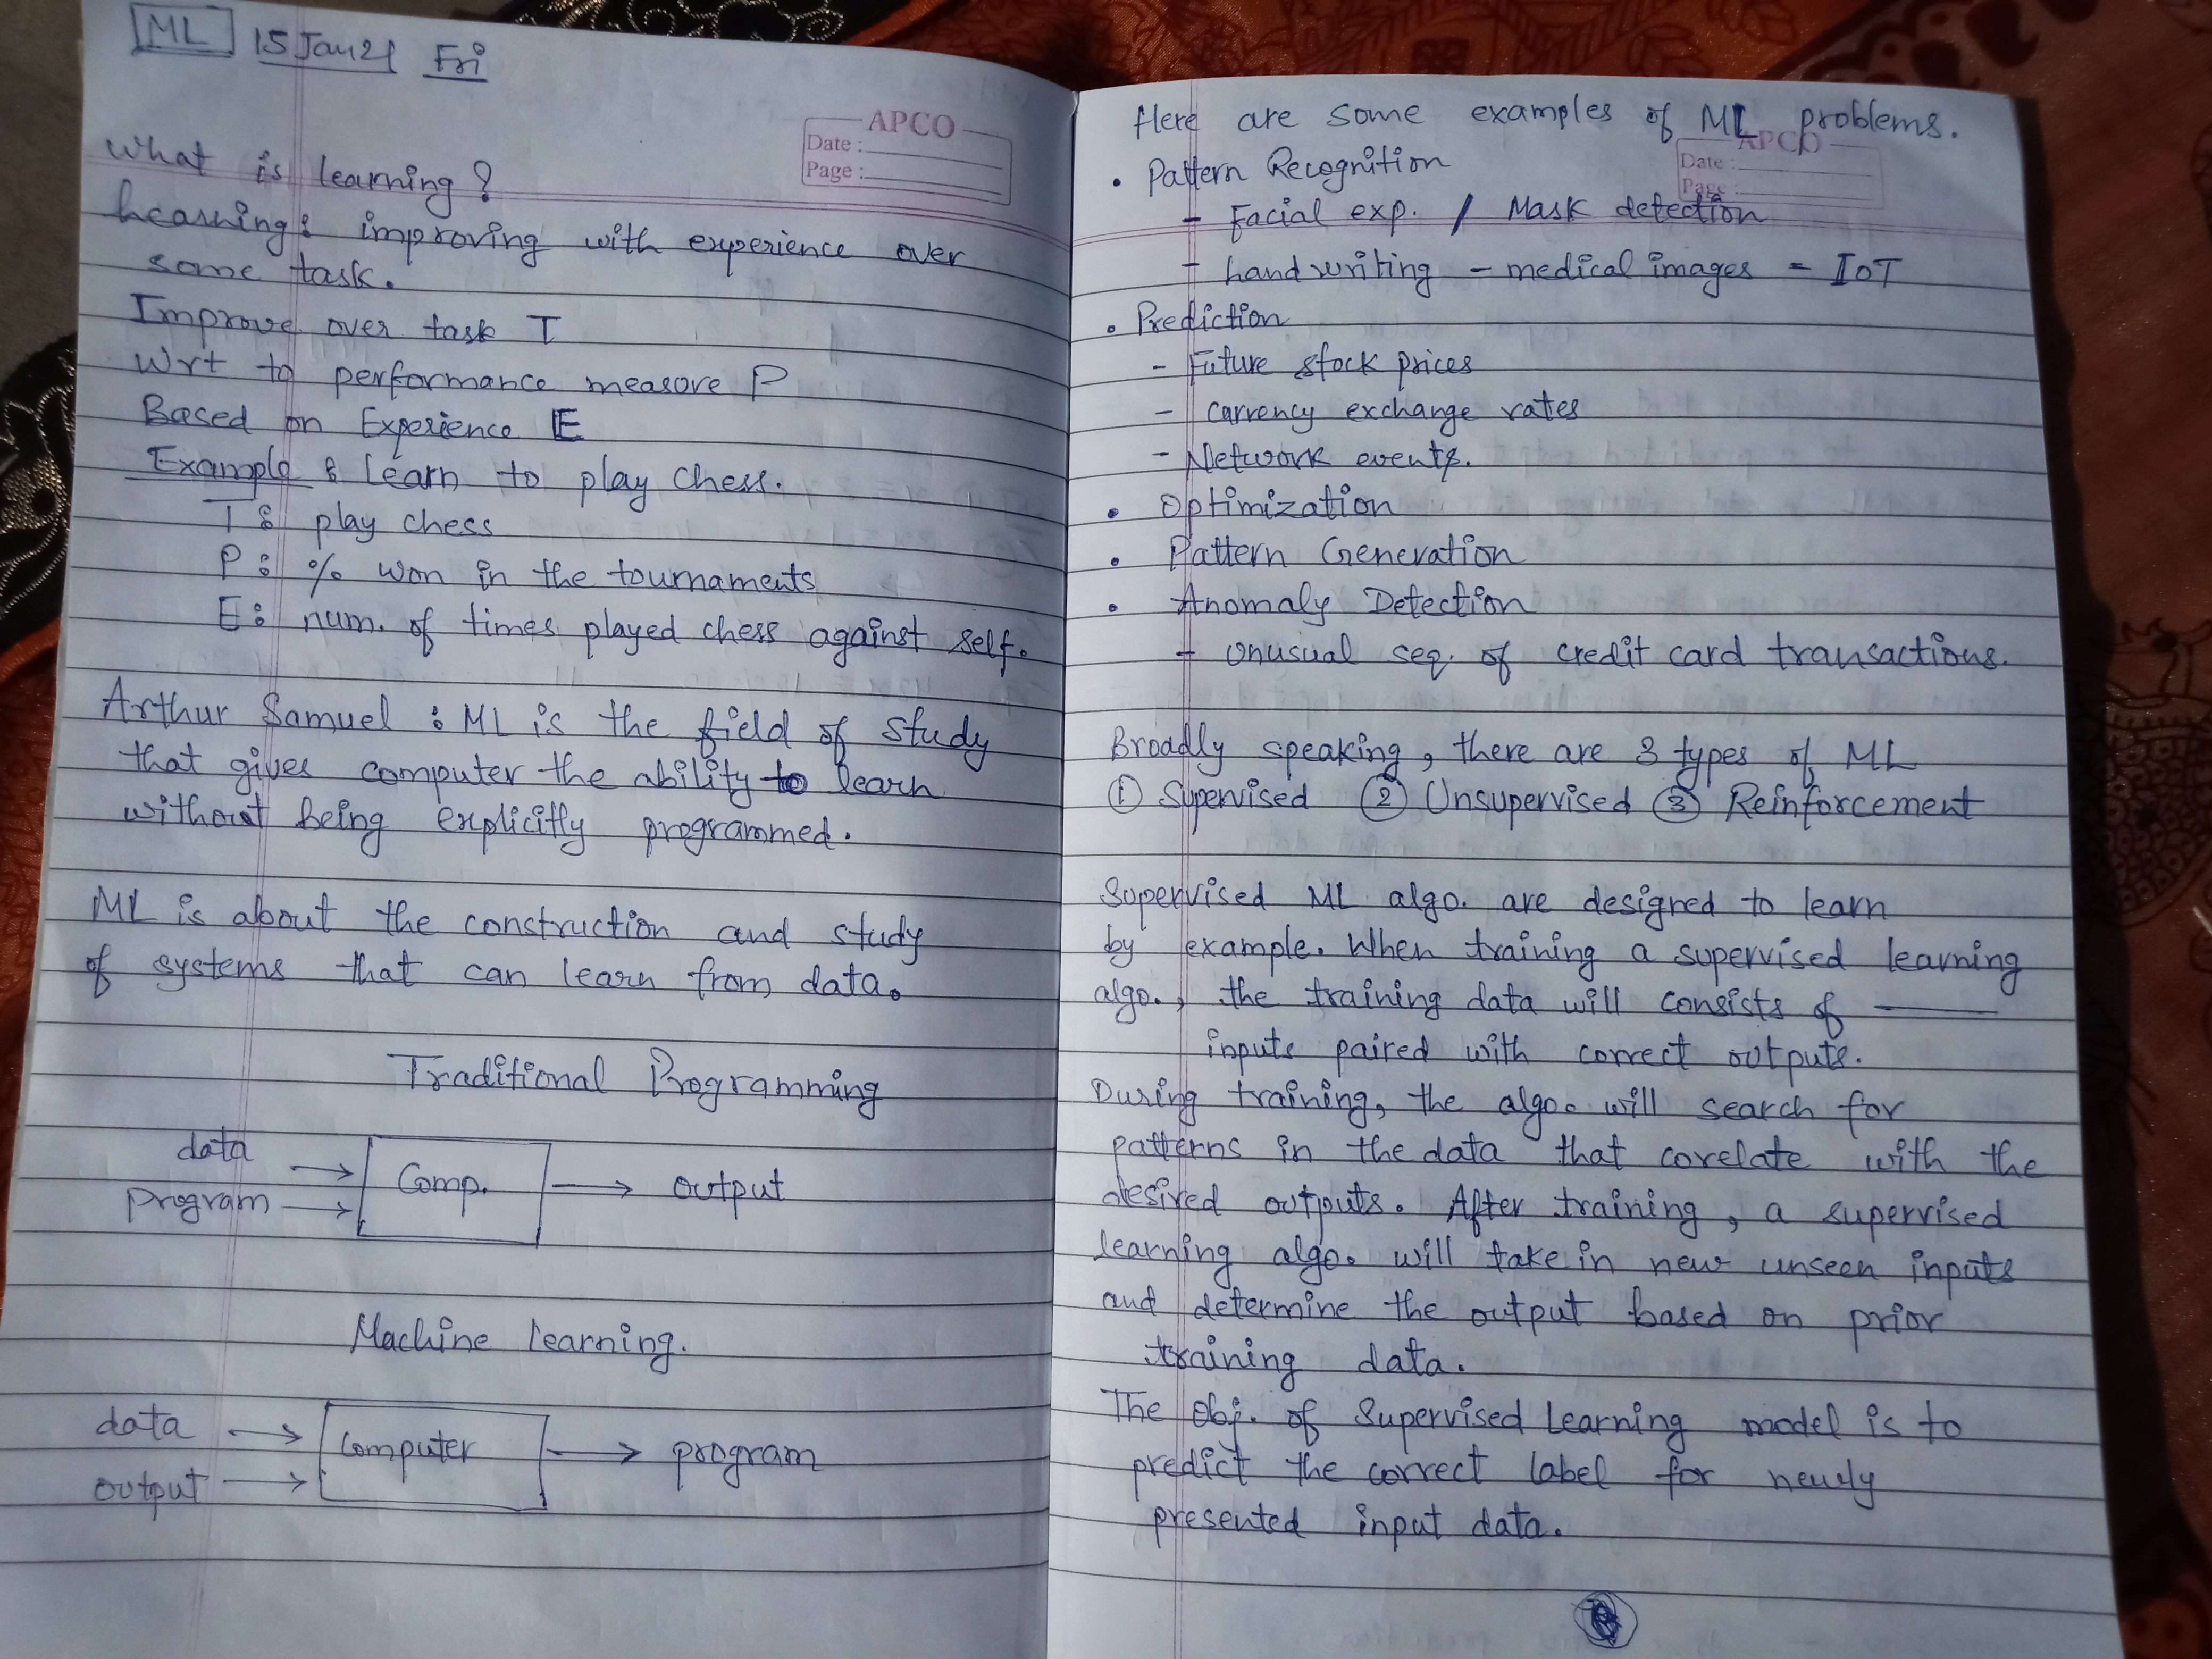 ML 15 Jan 21 Fri
APCO
Date :
Page :
What is learning?
Learning: improving with experience over
some task.
Improve over task T
Wrt to performance measure P
Based on Experience E
Example: Learn to play chess.
T: play chess
P: % won in the tournaments
E: num. of times played chess against self.
Arthur Samuel: ML is the field of study
that gives computer the ability to learn
without being explicitly programmed.
ML is about the construction and study
of systems that can learn from data.
Traditional Programming
data
program → Comp. → output
Machine Learning.
data → Computer → program
output →
Here are some examples of ML problems.
APCO
Date :
Page :
• Pattern Recognition
- Facial exp. / Mask detection
- handwriting - medical images - IoT
• Prediction
- Future stock prices
- currency exchange rates
- Network events.
• Optimization
• Pattern Generation
• Anomaly Detection
- Unusual seq. of credit card transactions.
Broadly speaking, there are 3 types of ML
① Supervised ② Unsupervised ③ Reinforcement
Supervised ML algo. are designed to learn
by example. When training a supervised learning
algo., the training data will consists of
inputs paired with correct outputs.
During training, the algo. will search for
patterns in the data that corelate with the
desired outputs. After training, a supervised
learning algo. will take in new unseen inputs
and determine the output based on prior
training data.
The obj. of Supervised Learning model is to
predict the correct label for newly
presented input data.